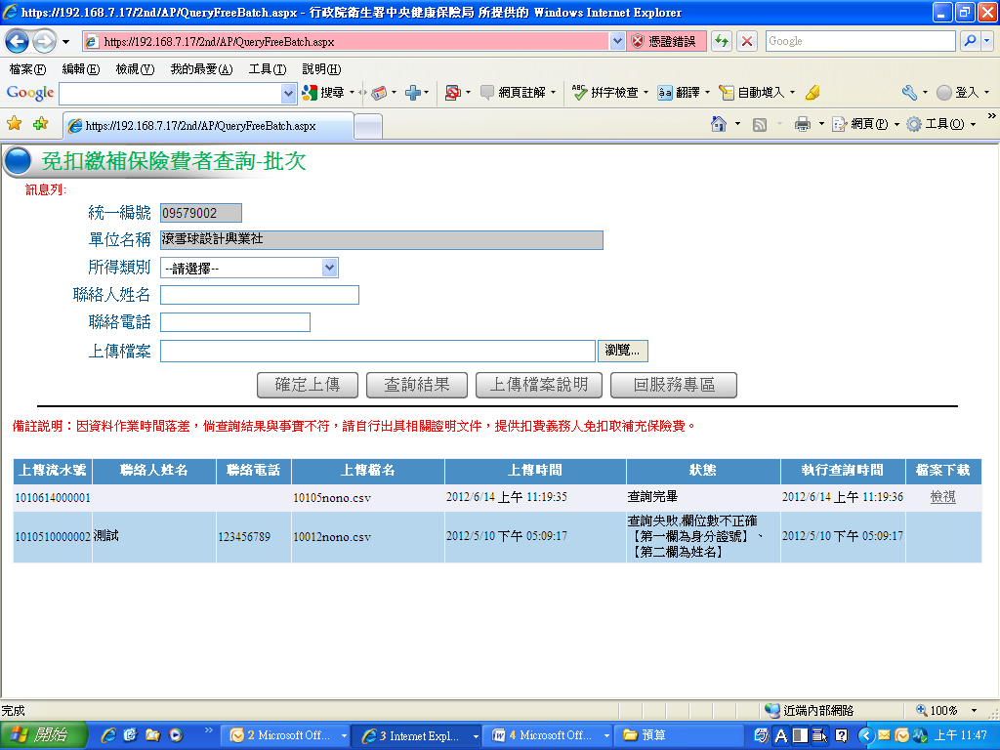 https://192.168.7.17/2nd/AP/QueryFreeBatch.aspx - 行政院衛生署中央健康保險局 所提供的 Windows Internet Explorer
https://192.168.7.17/2nd/AP/QueryFreeBatch.aspx 憑證錯誤 Google
檔案(F) 編輯(E) 檢視(V) 我的最愛(A) 工具(T) 說明(H)
Google 搜尋 網頁註解 拼字檢查 翻譯 自動填入 登入
https://192.168.7.17/2nd/AP/QueryFreeBatch.aspx 網頁(P) 工具(O)
免扣繳補保險費者查詢-批次
訊息列:
統一編號 09579002
單位名稱 滾雪球設計興業社
所得類別 --請選擇--
聯絡人姓名
聯絡電話
上傳檔案 瀏覽...
確定上傳 查詢結果 上傳檔案說明 回服務專區
備註說明：因資料作業時間落差，倘查詢結果與事實不符，請自行出具相關證明文件，提供扣費義務人免扣取補充保險費。
上傳流水號 聯絡人姓名 聯絡電話 上傳檔名 上傳時間 狀態 執行查詢時間 檔案下載
1010614000001 10105nono.csv 2012/6/14 上午 11:19:35 查詢完畢 2012/6/14 上午 11:19:36 檢視
1010510000002 測試 123456789 10012nono.csv 2012/5/10 下午 05:09:17 查詢失敗,欄位數不正確
【第一欄為身分證號】、
【第二欄為姓名】 2012/5/10 下午 05:09:17
完成 近端內部網路 100%
開始 2 Microsoft Off... 3 Internet Expl... 4 Microsoft Off... 預算 上午 11:47